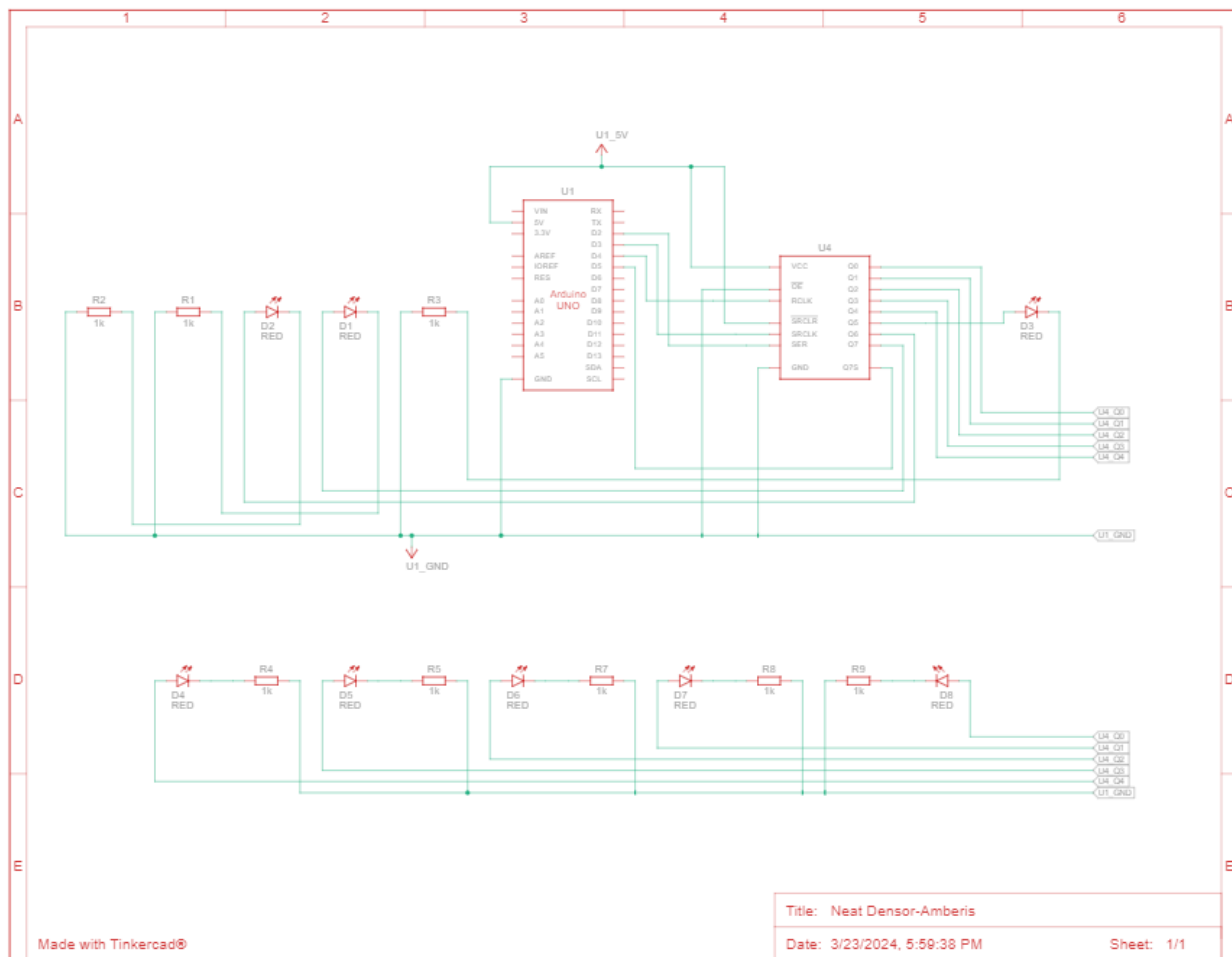 1 2 3 4 5 6
A A
U1_5V
U1
VIN RX
5V TX
3.3V D2
D3
AREF D4
IOREF D5
RES D6
D7
Arduino
UNO
A0 D8
A1 D9
A2 D10
A3 D11
A4 D12
A5 D13
SDA
GND SCL
U4
VCC Q0
Q1
OE Q2
RCLK Q3
Q4
SRCLR Q5
SRCLK Q6
SER Q7
GND Q7S
B B
R2
1k
R1
1k
D2
RED
D1
RED
R3
1k
D3
RED
U4_Q0
U4_Q1
U4_Q2
U4_Q3
U4_Q4
C C
U1_GND
U1_GND
D D
D4
RED
R4
1k
D5
RED
R5
1k
D6
RED
R7
1k
D7
RED
R8
1k
R9
1k
D8
RED
U4_Q0
U4_Q1
U4_Q2
U4_Q3
U4_Q4
U1_GND
E E
Title: Neat Densor-Amberis
Made with Tinkercad®
Date: 3/23/2024, 5:59:38 PM Sheet: 1/1